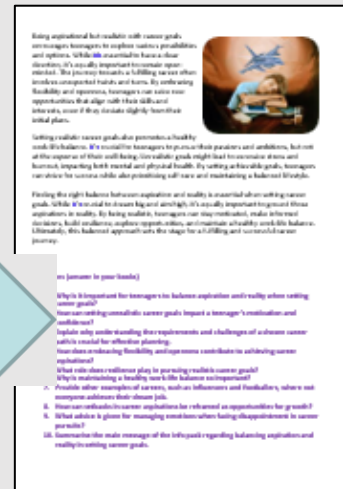 Being aspirational but realistic with career goals
encourages teenagers to explore various possibilities
and options. While it's essential to have a clear
direction, it's equally important to remain open-
minded. The journey towards a fulfilling career often
involves unexpected twists and turns. By embracing
flexibility and openness, teenagers can seize new
opportunities that align with their skills and
interests, even if they deviate slightly from their
initial plans.
Setting realistic career goals also promotes a healthy
work-life balance. It's crucial for teenagers to pursue their passions and ambitions, but not
at the expense of their well-being. Unrealistic goals might lead to excessive stress and
burnout, impacting both mental and physical health. By setting achievable goals, teenagers
can strive for success while also prioritising self-care and maintaining a balanced lifestyle.
Finding the right balance between aspiration and reality is essential when setting career
goals. While it's crucial to dream big and aim high, it's equally important to ground these
aspirations in reality. By being realistic, teenagers can stay motivated, make informed
decisions, build resilience, explore opportunities, and maintain a healthy work-life balance.
Ultimately, this balanced approach sets the stage for a fulfilling and successful career
journey.
(answer in your books)
Why is it important for teenagers to balance aspiration and reality when setting
career goals?
How can setting unrealistic career goals impact a teenager's motivation and
confidence?
Explain why understanding the requirements and challenges of a chosen career
path is crucial for effective planning.
How does embracing flexibility and openness contribute to achieving career
aspirations?
What role does resilience play in pursuing realistic career goals?
Why is maintaining a healthy work-life balance so important?
7. Provide other examples of careers, such as influencers and footballers, where not
everyone achieves their dream job.
8. How can setbacks in career aspirations be reframed as opportunities for growth?
9. What advice is given for managing emotions when facing disappointment in career
pursuits?
10. Summarise the main message of the info pack regarding balancing aspiration and
reality in setting career goals.